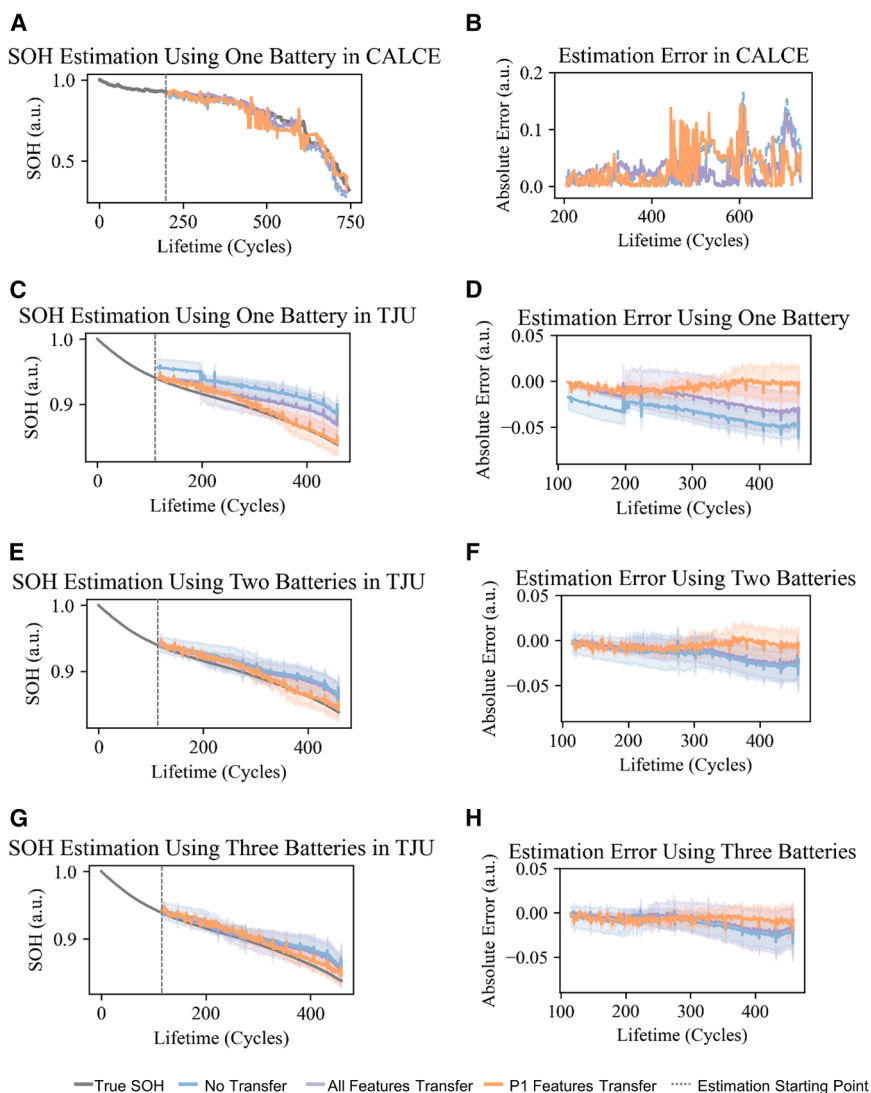 A
SOH Estimation Using One Battery in CALCE
SOH (a.u.)
1.0
0.5
0 250 500 750
Lifetime (Cycles)
B
Estimation Error in CALCE
Absolute Error (a.u.)
0.2
0.1
0.0
200 400 600
Lifetime (Cycles)
C
SOH Estimation Using One Battery in TJU
SOH (a.u.)
1.0
0.9
0 200 400
Lifetime (Cycles)
D
Estimation Error Using One Battery
Absolute Error (a.u.)
0.05
0.00
−0.05
100 200 300 400
Lifetime (Cycles)
E
SOH Estimation Using Two Batteries in TJU
SOH (a.u.)
1.0
0.9
0 200 400
Lifetime (Cycles)
F
Estimation Error Using Two Batteries
Absolute Error (a.u.)
0.05
0.00
−0.05
100 200 300 400
Lifetime (Cycles)
G
SOH Estimation Using Three Batteries in TJU
SOH (a.u.)
1.0
0.9
0 200 400
Lifetime (Cycles)
H
Estimation Error Using Three Batteries
Absolute Error (a.u.)
0.05
0.00
−0.05
100 200 300 400
Lifetime (Cycles)
True SOH No Transfer All Features Transfer P1 Features Transfer Estimation Starting Point